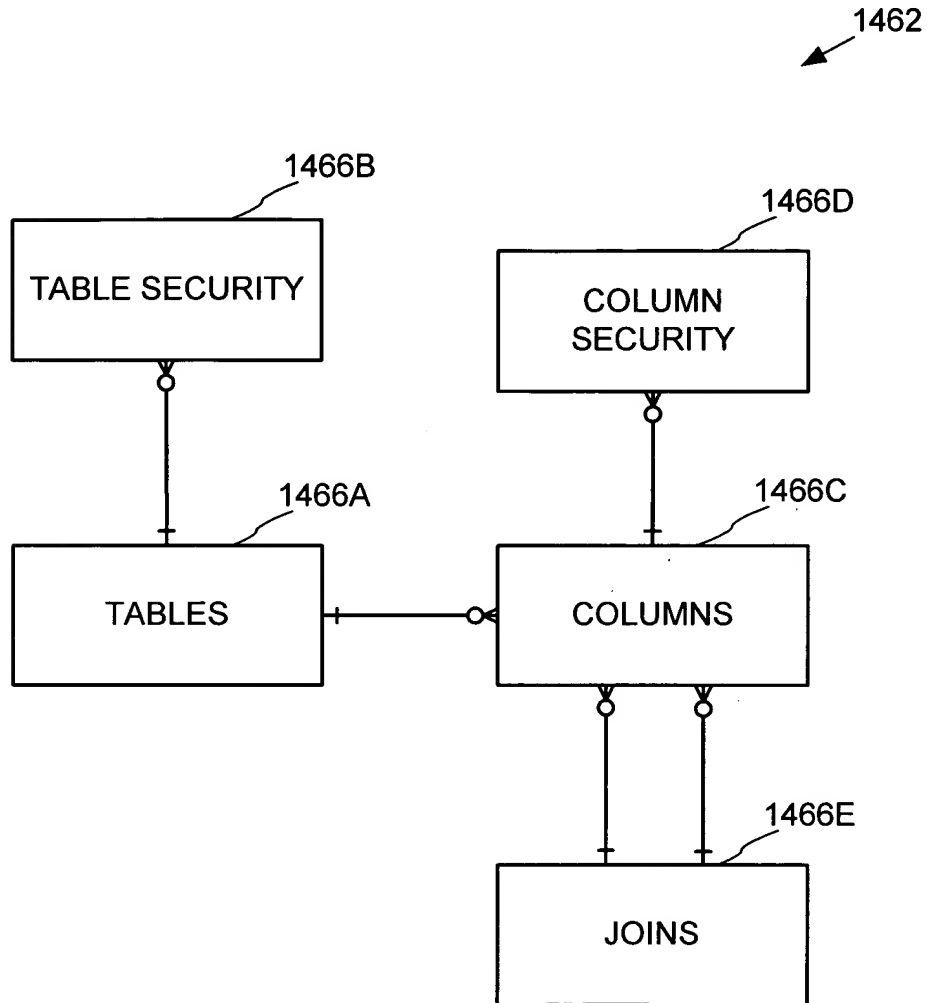 1462
1466B
TABLE SECURITY
1466D
COLUMN
SECURITY
1466A
TABLES
1466C
COLUMNS
1466E
JOINS